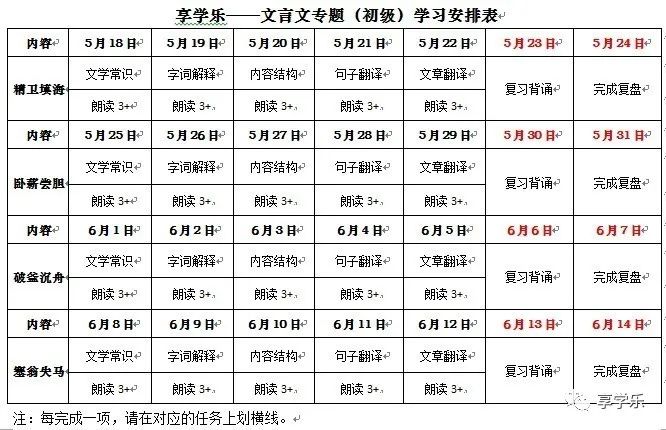 享学乐——文言文专题（初级）学习安排表
内容 5月18日 5月19日 5月20日 5月21日 5月22日 5月23日 5月24日
精卫填海 文学常识 字词解释 内容结构 句子翻译 文章翻译 复习背诵 完成复盘
朗读 3+ 朗读 3+ 朗读 3+ 朗读 3+ 朗读 3+
内容 5月25日 5月26日 5月27日 5月28日 5月29日 5月30日 5月31日
卧薪尝胆 文学常识 字词解释 内容结构 句子翻译 文章翻译 复习背诵 完成复盘
朗读 3+ 朗读 3+ 朗读 3+ 朗读 3+ 朗读 3+
内容 6月1日 6月2日 6月3日 6月4日 6月5日 6月6日 6月7日
破釜沉舟 文学常识 字词解释 内容结构 句子翻译 文章翻译 复习背诵 完成复盘
朗读 3+ 朗读 3+ 朗读 3+ 朗读 3+ 朗读 3+
内容 6月8日 6月9日 6月10日 6月11日 6月12日 6月13日 6月14日
塞翁失马 文学常识 字词解释 内容结构 句子翻译 文章翻译 复习背诵 完成复盘
朗读 3+ 朗读 3+ 朗读 3+ 朗读 3+ 朗读 3+
注：每完成一项，请在对应的任务上划横线。
享学乐